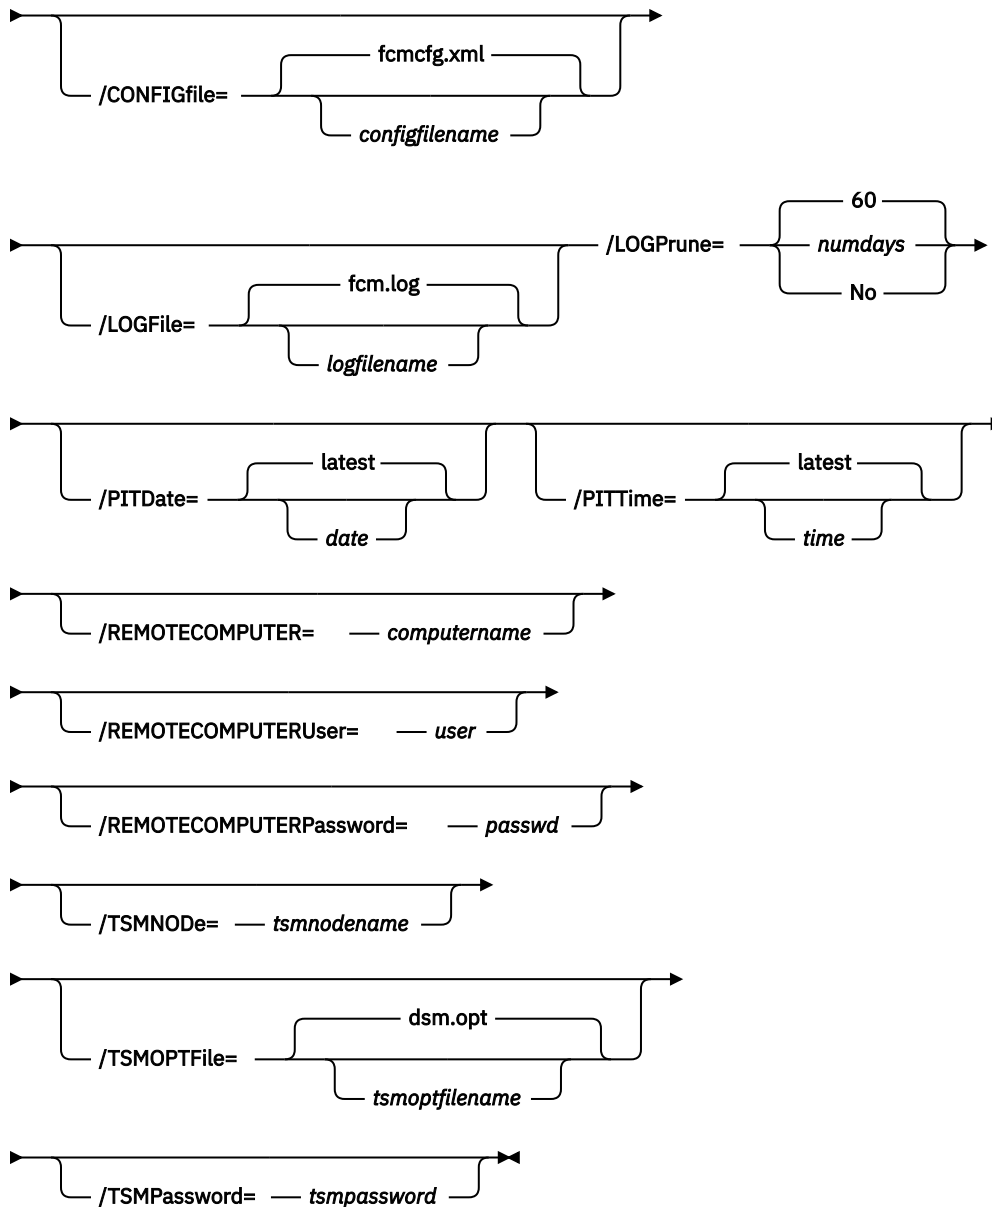 fcmcfg.xml
/CONFIGfile=
configfilename
60
/LOGPrune=
numdays
No
fcm.log
/LOGFile=
logfilename
latest
/PITDate=
date
latest
/PITTime=
time
/REMOTECOMPUTER=
computername
/REMOTECOMPUTERUser=
user
/REMOTECOMPUTERPassword=
passwd
/TSMNODe=
tsmnodename
dsm.opt
/TSMOPTFile=
tsmoptfilename
/TSMPassword=
tsmpassword